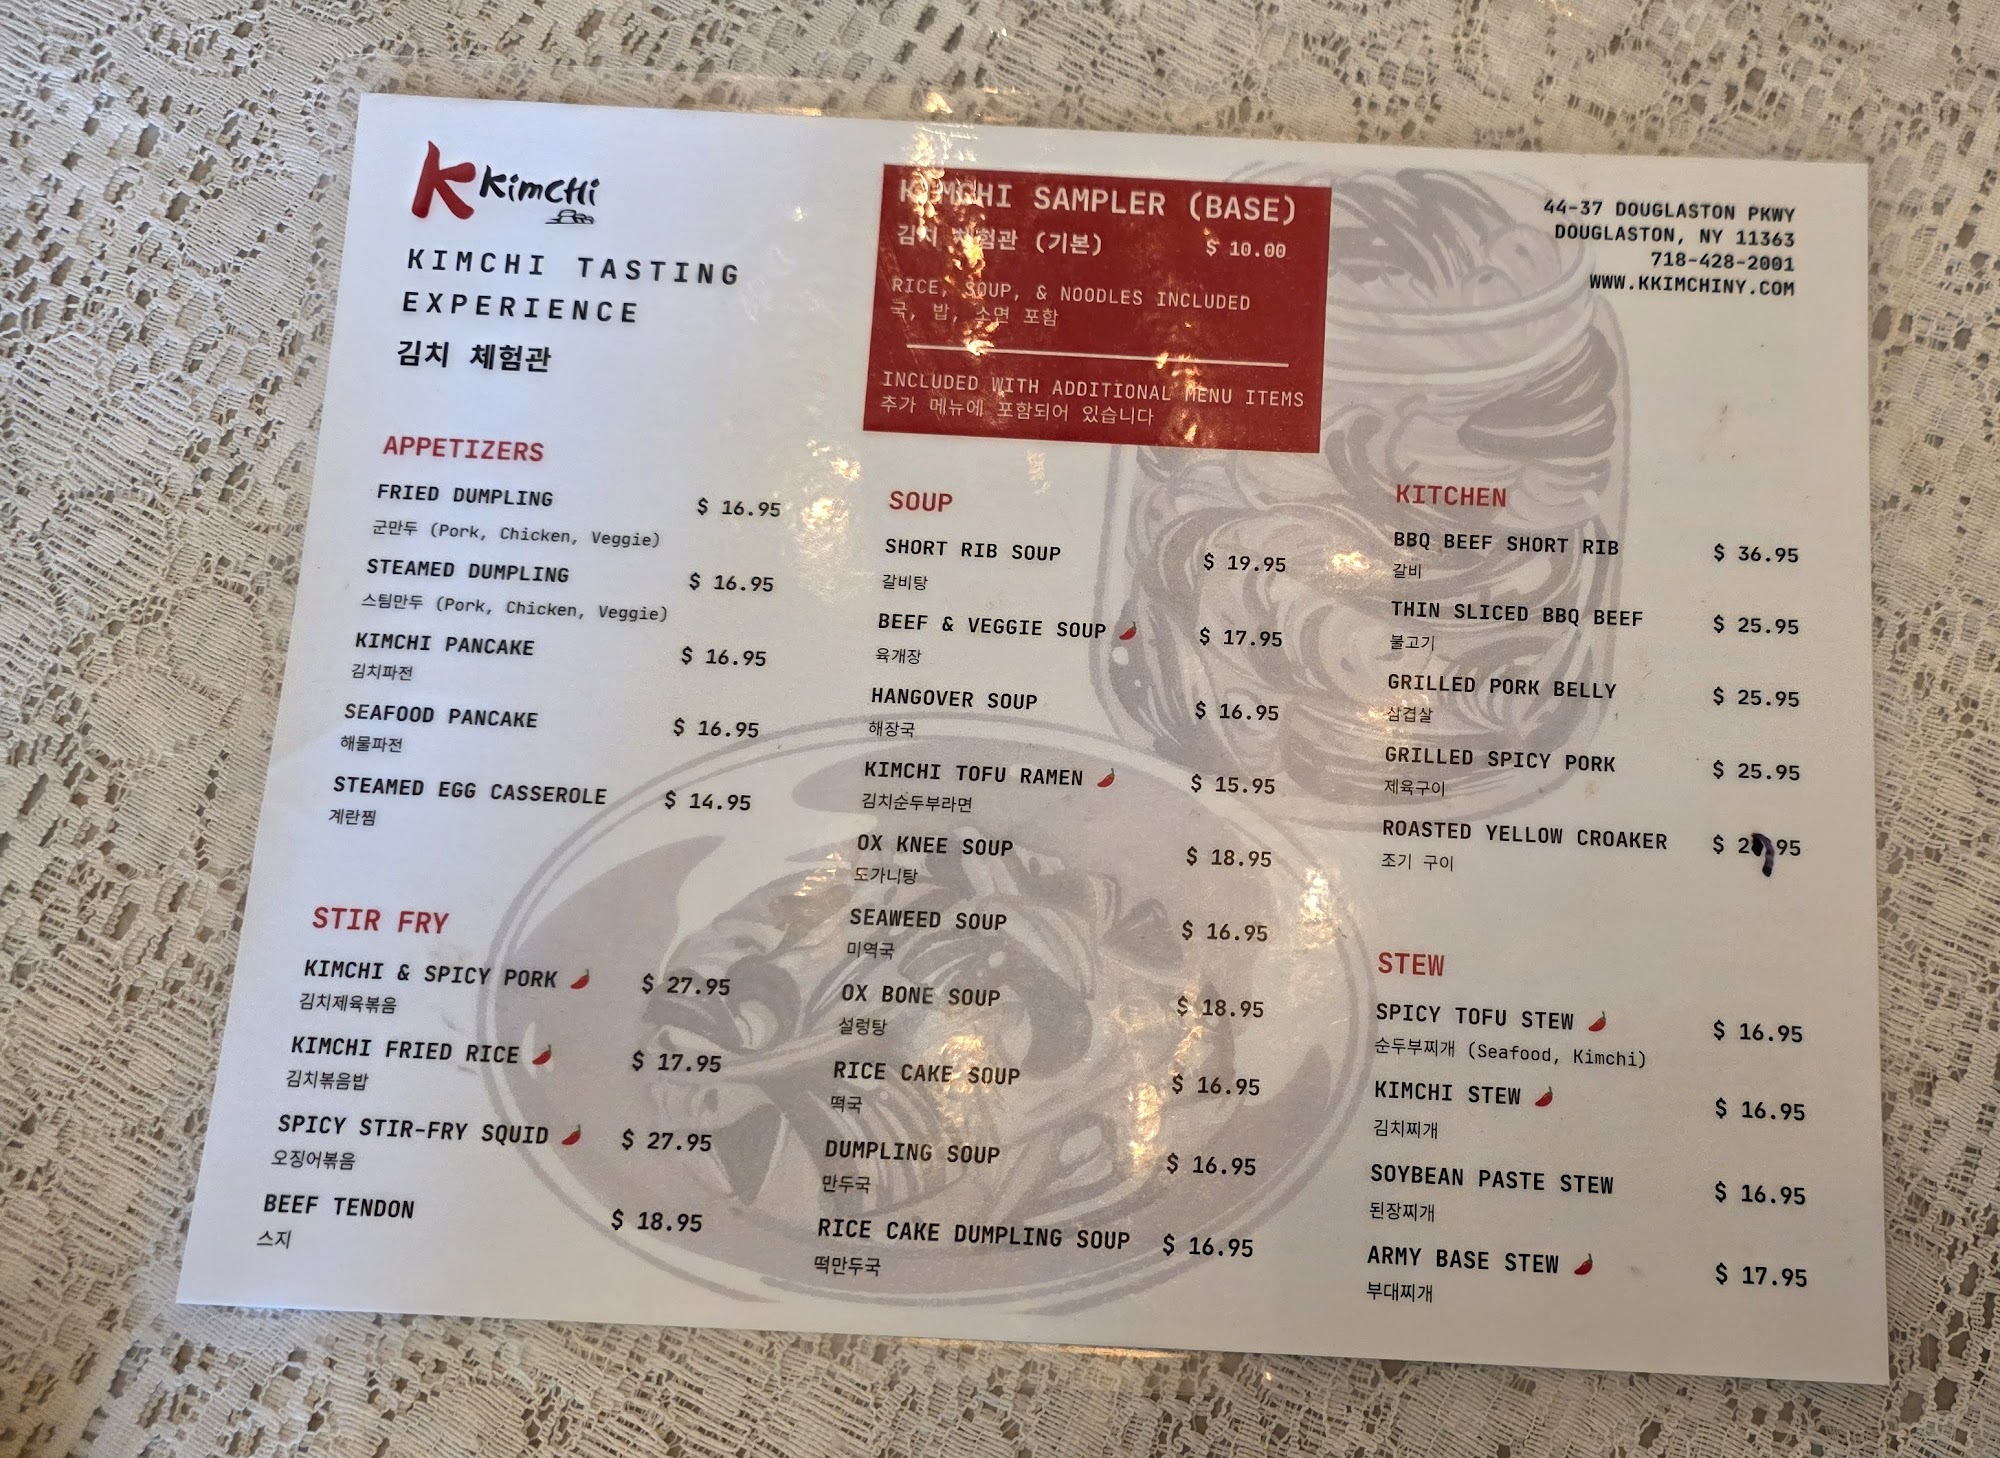 K Kimchi
KIMCHI TASTING
EXPERIENCE
김치 체험관
KIMCHI SAMPLER (BASE)
김치 체험관 (기본) $ 10.00
RICE, SOUP, & NOODLES INCLUDED
국, 밥, 소면 포함
INCLUDED WITH ADDITIONAL MENU ITEMS
추가 메뉴에 포함되어 있습니다
44-37 DOUGLASTON PKWY
DOUGLASTON, NY 11363
718-428-2001
WWW.KKIMCHINY.COM
APPETIZERS
FRIED DUMPLING $ 16.95
군만두 (Pork, Chicken, Veggie)
STEAMED DUMPLING $ 16.95
스팀만두 (Pork, Chicken, Veggie)
KIMCHI PANCAKE $ 16.95
김치파전
SEAFOOD PANCAKE $ 16.95
해물파전
STEAMED EGG CASSEROLE $ 14.95
계란찜
STIR FRY
KIMCHI & SPICY PORK $ 27.95
김치제육볶음
KIMCHI FRIED RICE $ 17.95
김치볶음밥
SPICY STIR-FRY SQUID $ 27.95
오징어볶음
BEEF TENDON $ 18.95
스지
SOUP
SHORT RIB SOUP $ 19.95
갈비탕
BEEF & VEGGIE SOUP $ 17.95
육개장
HANGOVER SOUP $ 16.95
해장국
KIMCHI TOFU RAMEN $ 15.95
김치순두부라면
OX KNEE SOUP $ 18.95
도가니탕
SEAWEED SOUP $ 16.95
미역국
OX BONE SOUP $ 18.95
설렁탕
RICE CAKE SOUP $ 16.95
떡국
DUMPLING SOUP $ 16.95
만두국
RICE CAKE DUMPLING SOUP $ 16.95
떡만두국
KITCHEN
BBQ BEEF SHORT RIB $ 36.95
갈비
THIN SLICED BBQ BEEF $ 25.95
불고기
GRILLED PORK BELLY $ 25.95
삼겹살
GRILLED SPICY PORK $ 25.95
제육구이
ROASTED YELLOW CROAKER $
조기 구이
STEW
SPICY TOFU STEW $ 16.95
순두부찌개 (Seafood, Kimchi)
KIMCHI STEW $ 16.95
김치찌개
SOYBEAN PASTE STEW $ 16.95
된장찌개
ARMY BASE STEW $ 17.95
부대찌개